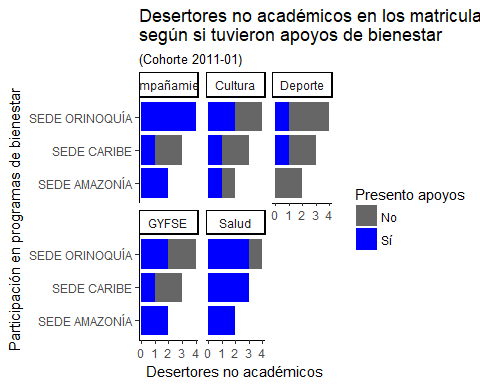 Desertores no académicos en los matricula
según si tuvieron apoyos de bienestar
(Cohorte 2011-01)
mpañamie Cultura Deporte
SEDE ORINOQUÍA
SEDE CARIBE
SEDE AMAZONÍA
0 1 2 3 4
GYFSE Salud
SEDE ORINOQUÍA
SEDE CARIBE
SEDE AMAZONÍA
0 1 2 3 4 0 1 2 3 4
Desertores no académicos
Participación en programas de bienestar
Presento apoyos
No
Sí